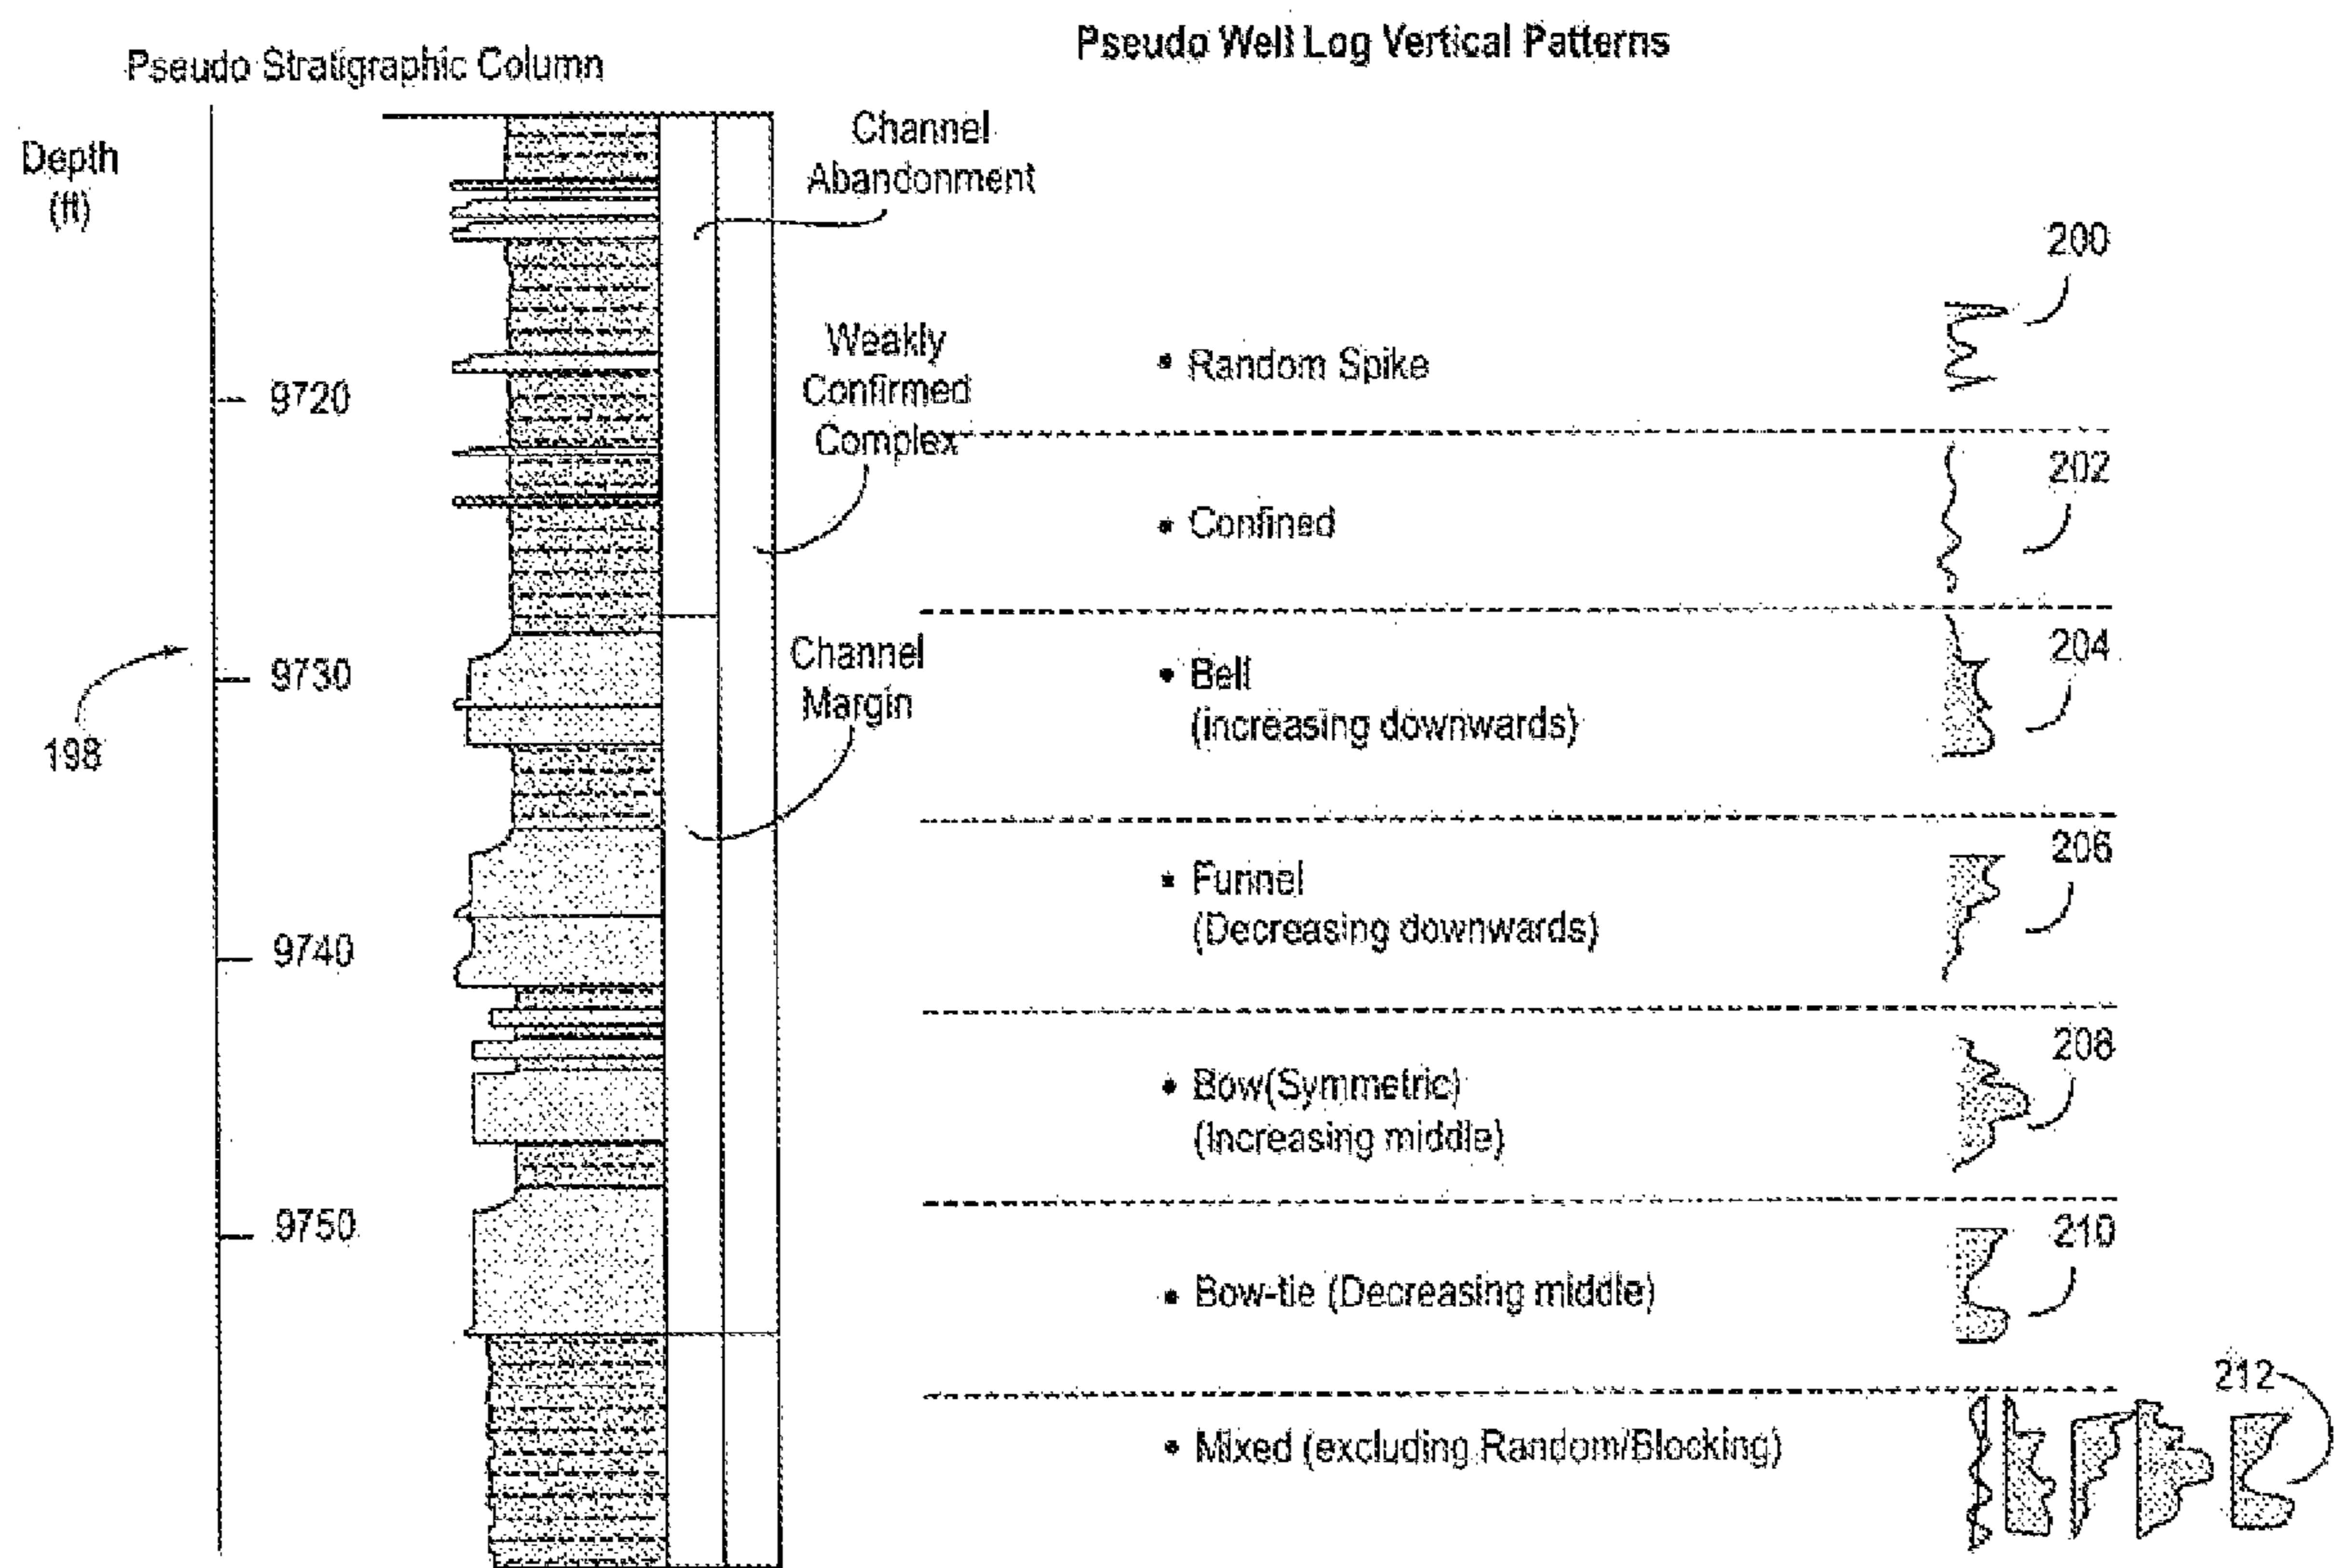 Pseudo Stratigraphic Column
Pseudo Well Log Vertical Patterns
Depth
(ft)
Channel
Abandonment
Weakly
Confirmed
Complex
Channel
Margin
9720
9730
9740
9750
198
• Random Spike
200
• Confined
202
• Bell
(increasing downwards)
204
• Funnel
(Decreasing downwards)
206
• Bow(Symmetric)
(Increasing middle)
208
• Bow-tie (Decreasing middle)
210
• Mixed (excluding Random/Blocking)
212